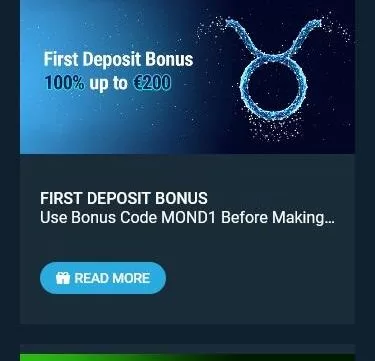 First Deposit Bonus
100% up to €200
FIRST DEPOSIT BONUS
Use Bonus Code MOND1 Before Making...
READ MORE